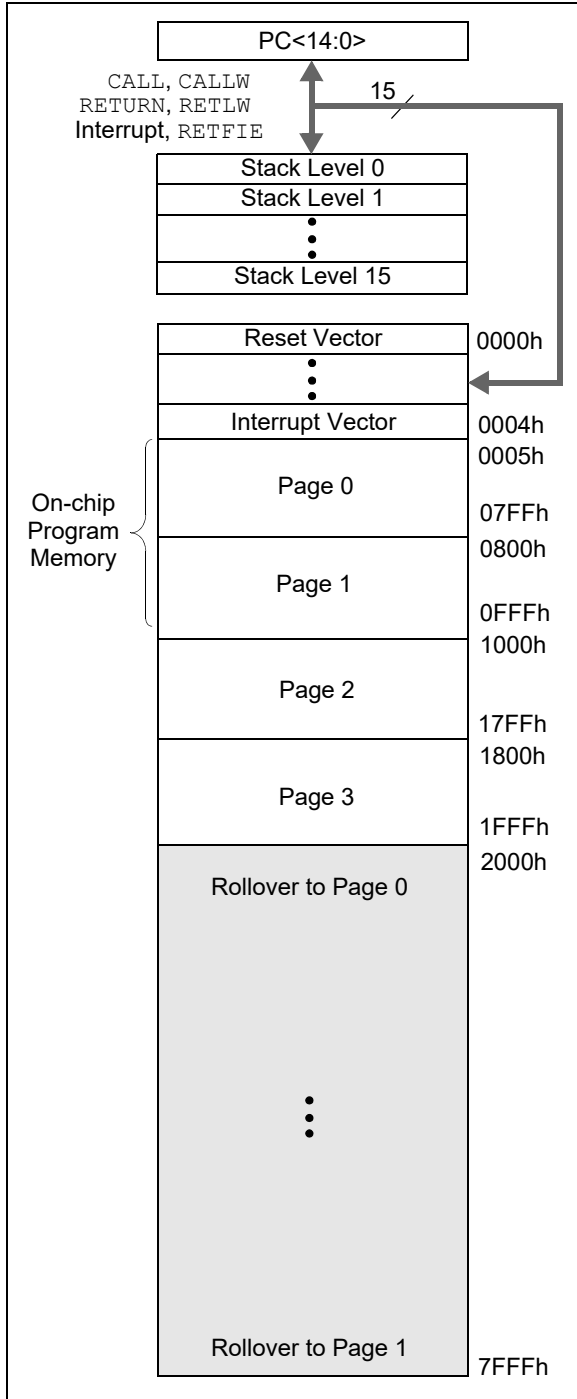 PC<14:0>
CALL, CALLW
RETURN, RETLW
Interrupt, RETFIE
15
Stack Level 0
Stack Level 1
Stack Level 15
Reset Vector
0000h
Interrupt Vector
0004h
0005h
On-chip
Program
Memory
Page 0
07FFh
0800h
Page 1
0FFFh
1000h
Page 2
17FFh
1800h
Page 3
1FFFh
2000h
Rollover to Page 0
Rollover to Page 1
7FFFh